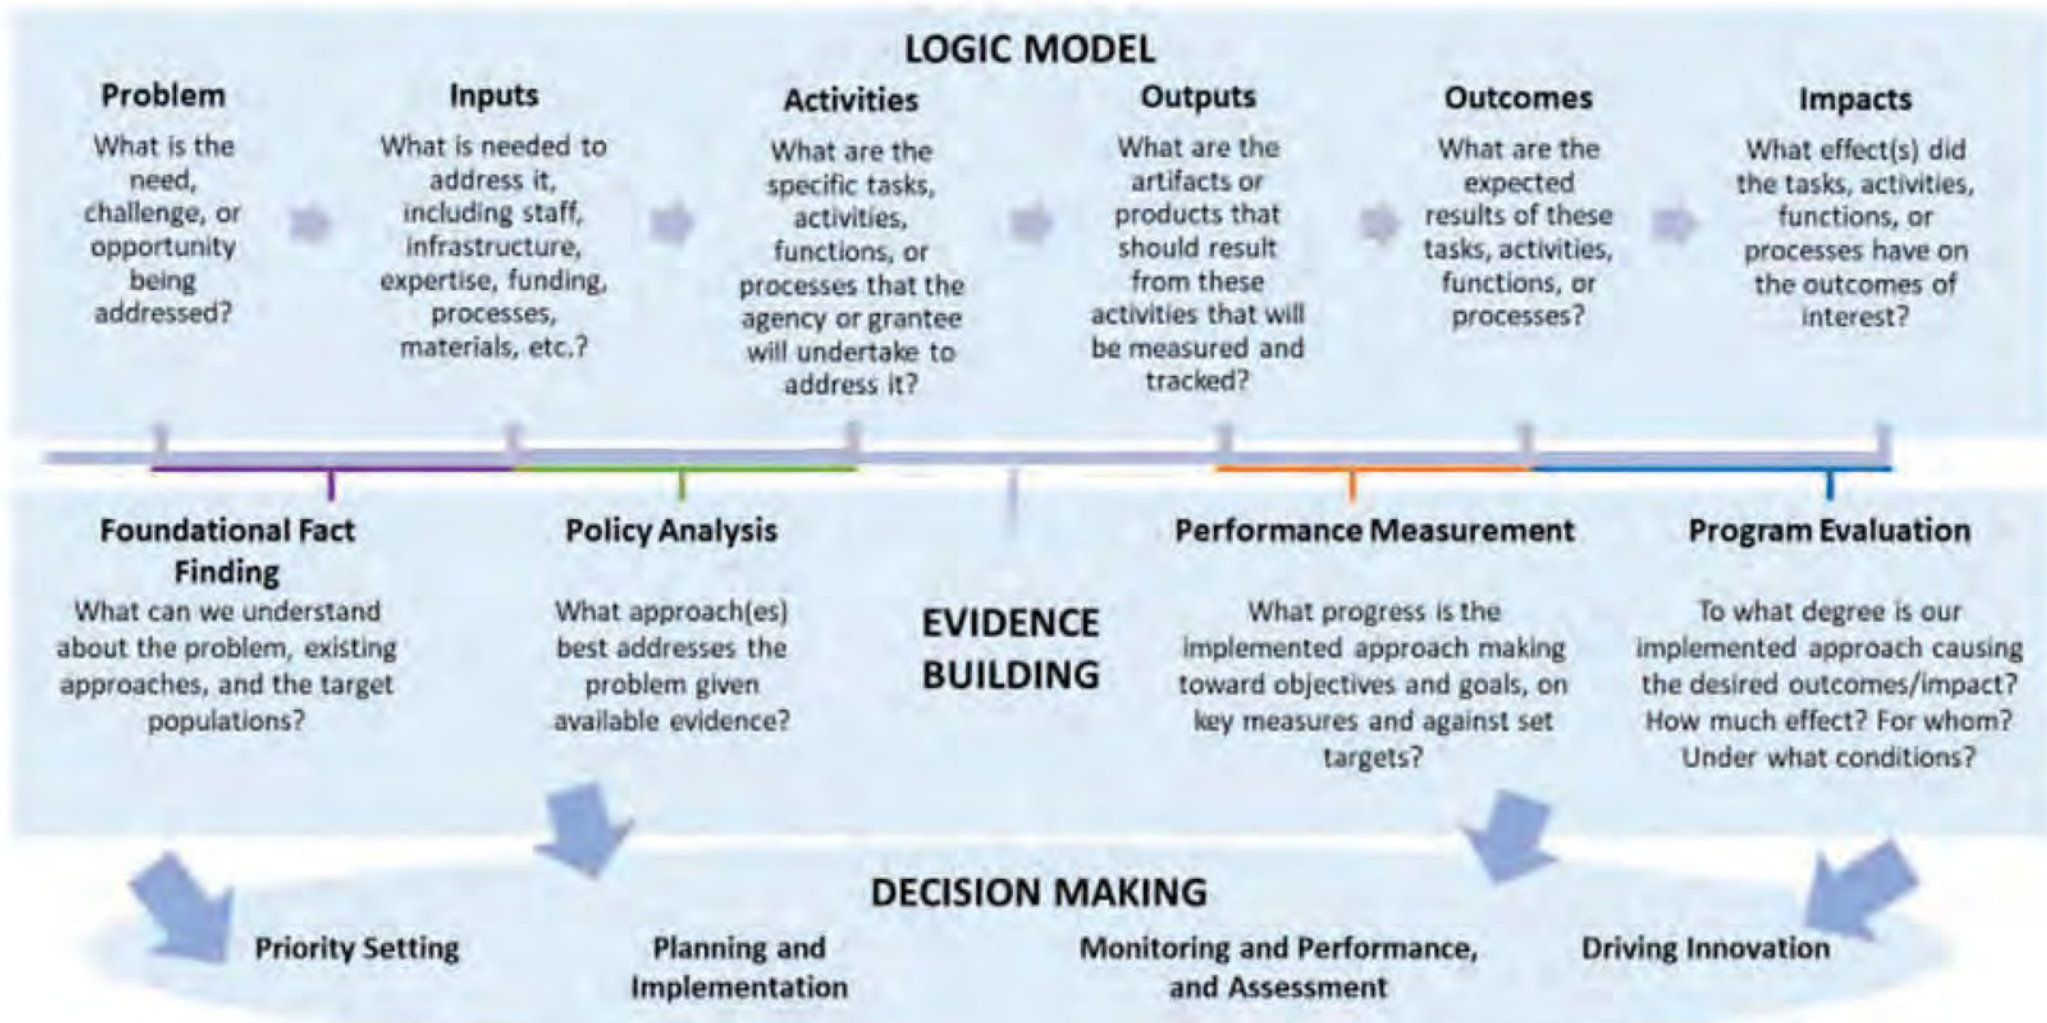 LOGIC MODEL
Problem
What is the
need,
challenge, or
opportunity
being
addressed?
Inputs
What is needed to
address it,
including staff,
infrastructure,
expertise, funding,
processes,
materials, etc.?
Activities
What are the
specific tasks,
activities,
functions, or
processes that the
agency or grantee
will undertake to
address it?
Outputs
What are the
artifacts or
products that
should result
from these
activities that will
be measured and
tracked?
Outcomes
What are the
expected
results of these
tasks, activities,
functions, or
processes?
Impacts
What effect(s) did
the tasks, activities,
functions, or
processes have on
the outcomes of
interest?
Foundational Fact
Finding
What can we understand
about the problem, existing
approaches, and the target
populations?
Policy Analysis
What approach(es)
best addresses the
problem given
available evidence?
EVIDENCE
BUILDING
Performance Measurement
What progress is the
implemented approach making
toward objectives and goals, on
key measures and against set
targets?
Program Evaluation
To what degree is our
implemented approach causing
the desired outcomes/impact?
How much effect? For whom?
Under what conditions?
DECISION MAKING
Priority Setting
Planning and
Implementation
Monitoring and Performance,
and Assessment
Driving Innovation